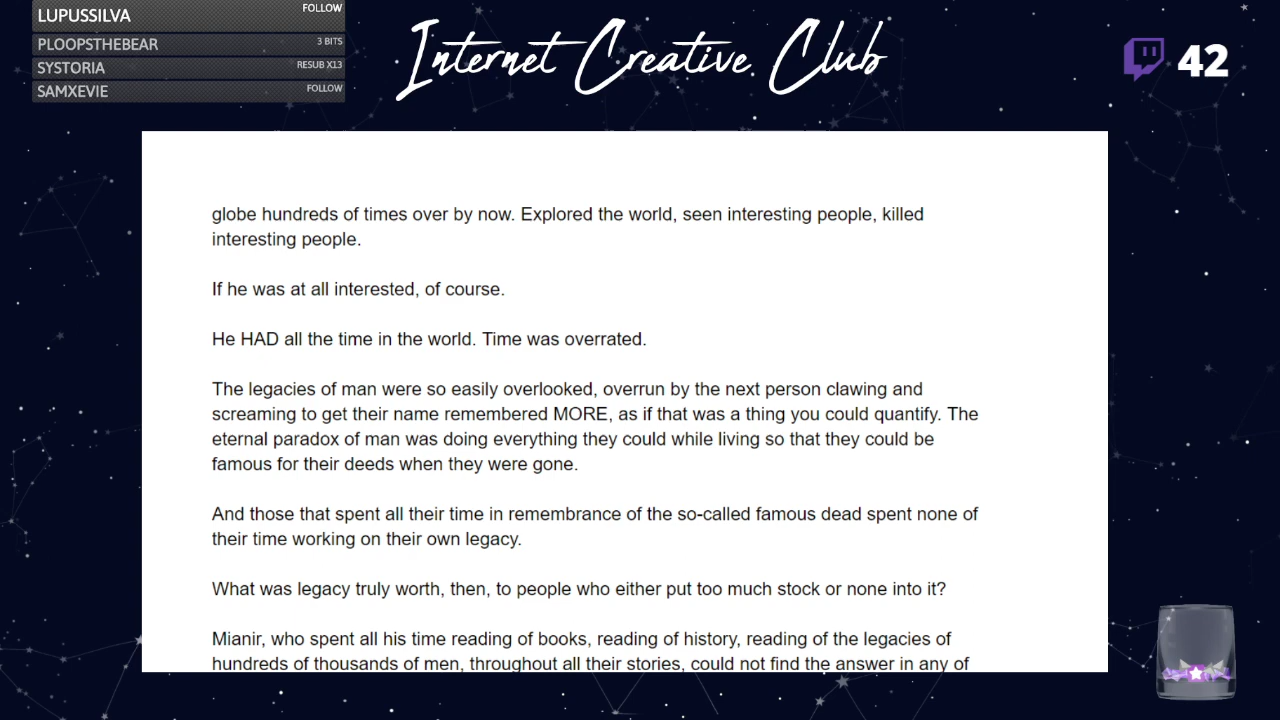 LUPUSSILVA FOLLOW
PLOOPSTHEBEAR 3 BITS
SYSTORIA RESUB X13
SAMXEVIE FOLLOW
Internet Creative Club
42
globe hundreds of times over by now. Explored the world, seen interesting people, killed
interesting people.
If he was at all interested, of course.
He HAD all the time in the world. Time was overrated.
The legacies of man were so easily overlooked, overrun by the next person clawing and
screaming to get their name remembered MORE, as if that was a thing you could quantify. The
eternal paradox of man was doing everything they could while living so that they could be
famous for their deeds when they were gone.
And those that spent all their time in remembrance of the so-called famous dead spent none of
their time working on their own legacy.
What was legacy truly worth, then, to people who either put too much stock or none into it?
Mianir, who spent all his time reading of books, reading of history, reading of the legacies of
hundreds of thousands of men, throughout all their stories, could not find the answer in any of